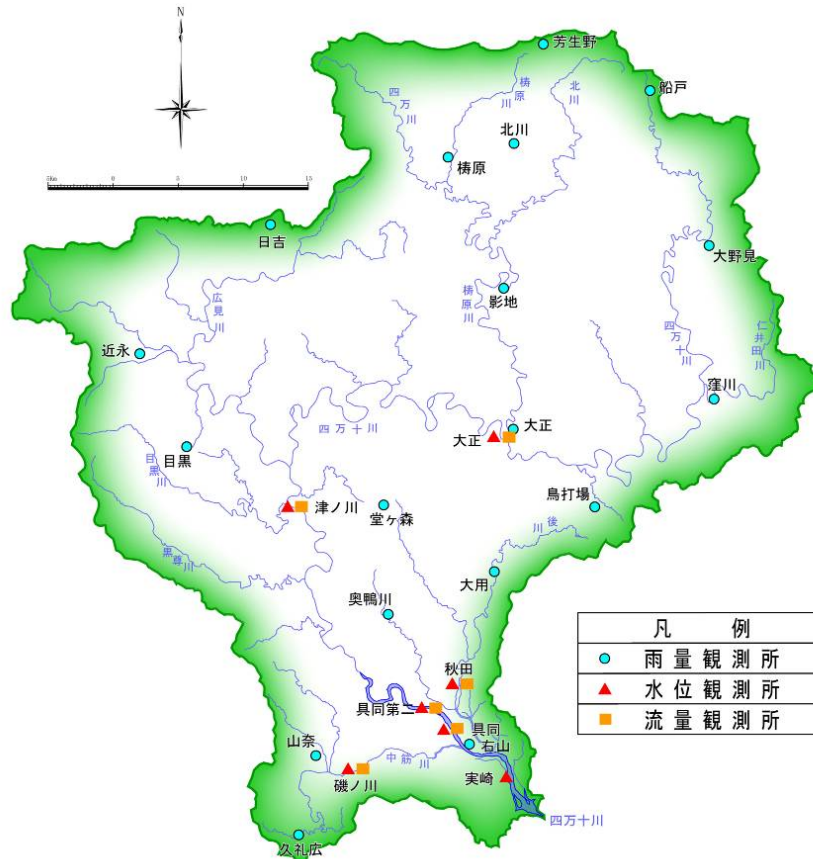 N
芳生野
船戸
四万川
梼原川
北川
北川
梼原
5Km 0 5 10 15
日吉
大野見
広見川
梼原川
影地
四万十川
仁井田川
近永
窪川
四万十川
大正
大正
目黒
目黒川
津ノ川
堂ヶ森
鳥打場
後川
黒尊川
大用
奥鴨川
凡例
雨量観測所
水位観測所
流量観測所
秋田
具同第二
具同
右山
山奈
中筋川
磯ノ川
実崎
四万十川
久礼広